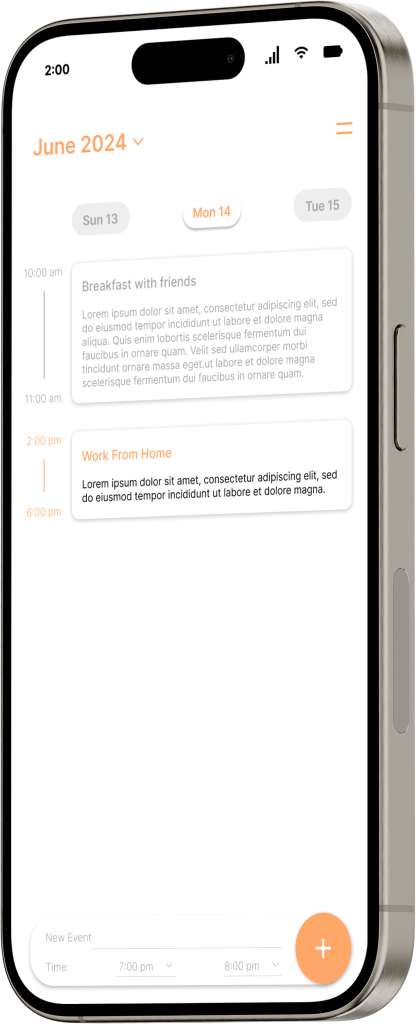 2:00
June 2024
Sun 13
Mon 14
Tue 15
10:00 am
Breakfast with friends
Lorem ipsum dolor sit amet, consectetur adipiscing elit, sed
do eiusmod tempor incididunt ut labore et dolore magna
aliqua. Quis enim lobortis scelerisque fermentum dui
faucibus in ornare quam. Velit sed ullamcorper morbi
tincidunt ornare massa eget.ut labore et dolore magna
scelerisque fermentum dui faucibus in ornare quam.
11:00 am
2:00 pm
Work From Home
Lorem ipsum dolor sit amet, consectetur adipiscing elit, sed
do eiusmod tempor incididunt ut labore et dolore magna.
6:00 pm
New Event
Time:
7:00 pm
8:00 pm